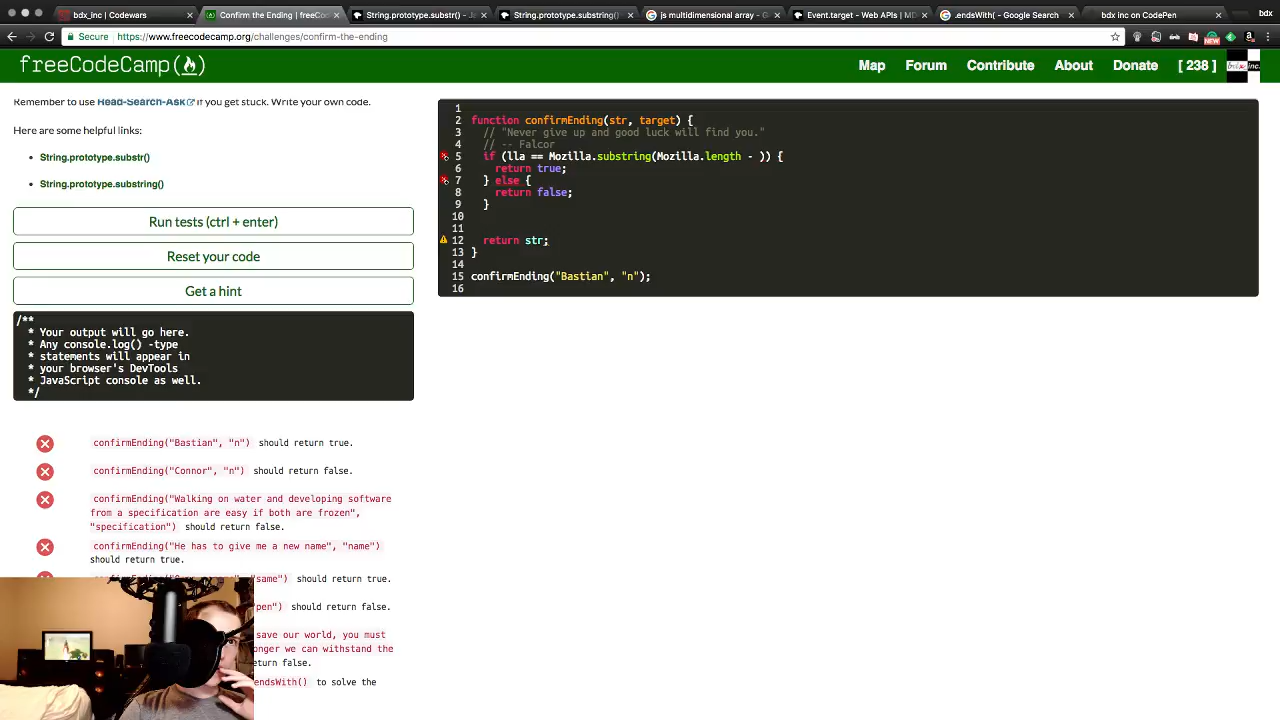 bdx_inc | Codewars
Confirm the Ending | freeCod
String.prototype.substr() - J
String.prototype.substring()
js multidimensional array - G
Event.target - Web APIs | MD
.endsWith() - Google Search
bdx inc on CodePen
bdx
Secure https://www.freecodecamp.org/challenges/confirm-the-ending
freeCodeCamp
Map Forum Contribute About Donate [ 238 ] bdx inc.
Remember to use Read-Search-Ask if you get stuck. Write your own code.
Here are some helpful links:
String.prototype.substr()
String.prototype.substring()
Run tests (ctrl + enter)
Reset your code
Get a hint
/**
* Your output will go here.
* Any console.log() -type
* statements will appear in
* your browser's DevTools
* JavaScript console as well.
*/
confirmEnding("Bastian", "n") should return true.
confirmEnding("Connor", "n") should return false.
confirmEnding("Walking on water and developing software
from a specification are easy if both are frozen",
"specification") should return false.
confirmEnding("He has to give me a new name", "name")
should return true.
"same") should return true.
"pen") should return false.
save our world, you must
onger we can withstand the
eturn false.
endsWith() to solve the
1
2 function confirmEnding(str, target) {
3 // "Never give up and good luck will find you."
4 // -- Falcor
5 if (lla == Mozilla.substring(Mozilla.length - )) {
6 return true;
7 } else {
8 return false;
9 }
10
11
12 return str;
13 }
14
15 confirmEnding("Bastian", "n");
16